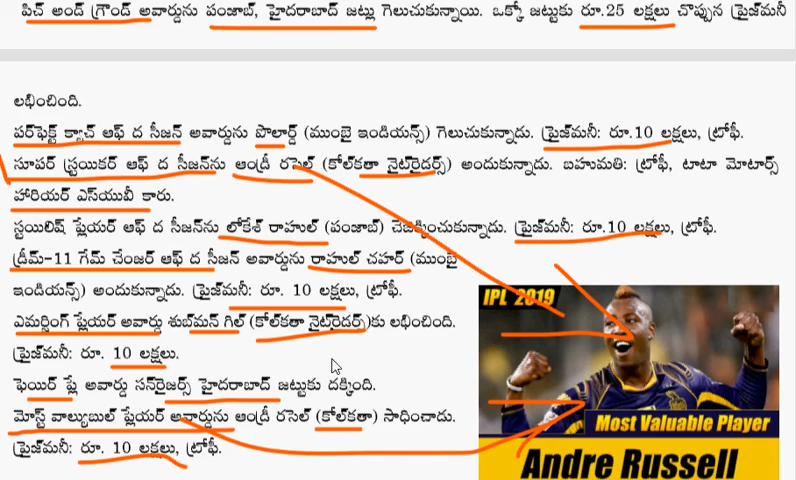 పిచ్ అండ్ గ్రౌండ్ అవార్డును పంజాబ్, హైదరాబాద్ జట్లు గెలుచుకున్నాయి. ఒక్కో జట్టుకు రూ.25 లక్షలు చొప్పున ప్రైజ్‌మనీ
లభించింది.
పర్‌ఫెక్ట్ క్యాచ్ ఆఫ్ ద సీజన్ అవార్డును పొలార్డ్ (ముంబై ఇండియన్స్) గెలుచుకున్నాడు. ప్రైజ్‌మనీ: రూ.10 లక్షలు, ట్రోఫీ.
సూపర్ స్ట్రయికర్ ఆఫ్ ద సీజన్‌ను ఆండ్రీ రసెల్ (కోల్‌కతా నైట్‌రైడర్స్) అందుకున్నాడు. బహుమతి: ట్రోఫీ, టాటా మోటార్స్
హారియర్ ఎస్‌యువీ కారు.
స్టయిలిష్ ప్లేయర్ ఆఫ్ ద సీజన్‌ను లోకేశ్ రాహుల్ (పంజాబ్) చేజిక్కించుకున్నాడు. ప్రైజ్‌మనీ: రూ.10 లక్షలు, ట్రోఫీ.
డ్రీమ్-11 గేమ్ చేంజర్ ఆఫ్ ద సీజన్ అవార్డును రాహుల్ చహర్ (ముంబై
ఇండియన్స్) అందుకున్నాడు. ప్రైజ్‌మనీ: రూ. 10 లక్షలు, ట్రోఫీ.
ఎమర్జింగ్ ప్లేయర్ అవార్డు శుబ్‌మన్ గిల్ (కోల్‌కతా నైట్‌రైడర్స్)కు లభించింది.
ప్రైజ్‌మనీ: రూ. 10 లక్షలు.
ఫెయిర్ ప్లే అవార్డు సన్‌రైజర్స్ హైదరాబాద్ జట్టుకు దక్కింది.
మోస్ట్ వాల్యుబుల్ ప్లేయర్ అవార్డును ఆండ్రీ రసెల్ (కోల్‌కతా) సాధించాడు.
ప్రైజ్‌మనీ: రూ. 10 లక్షలు, ట్రోఫీ.
IPL 2019
Most Valuable Player
Andre Russell